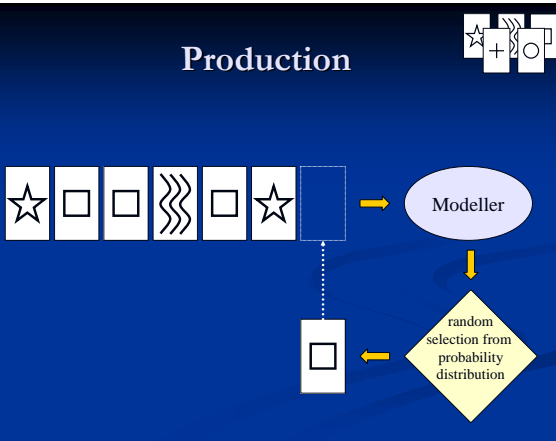 Production
Modeller
random
selection from
probability
distribution